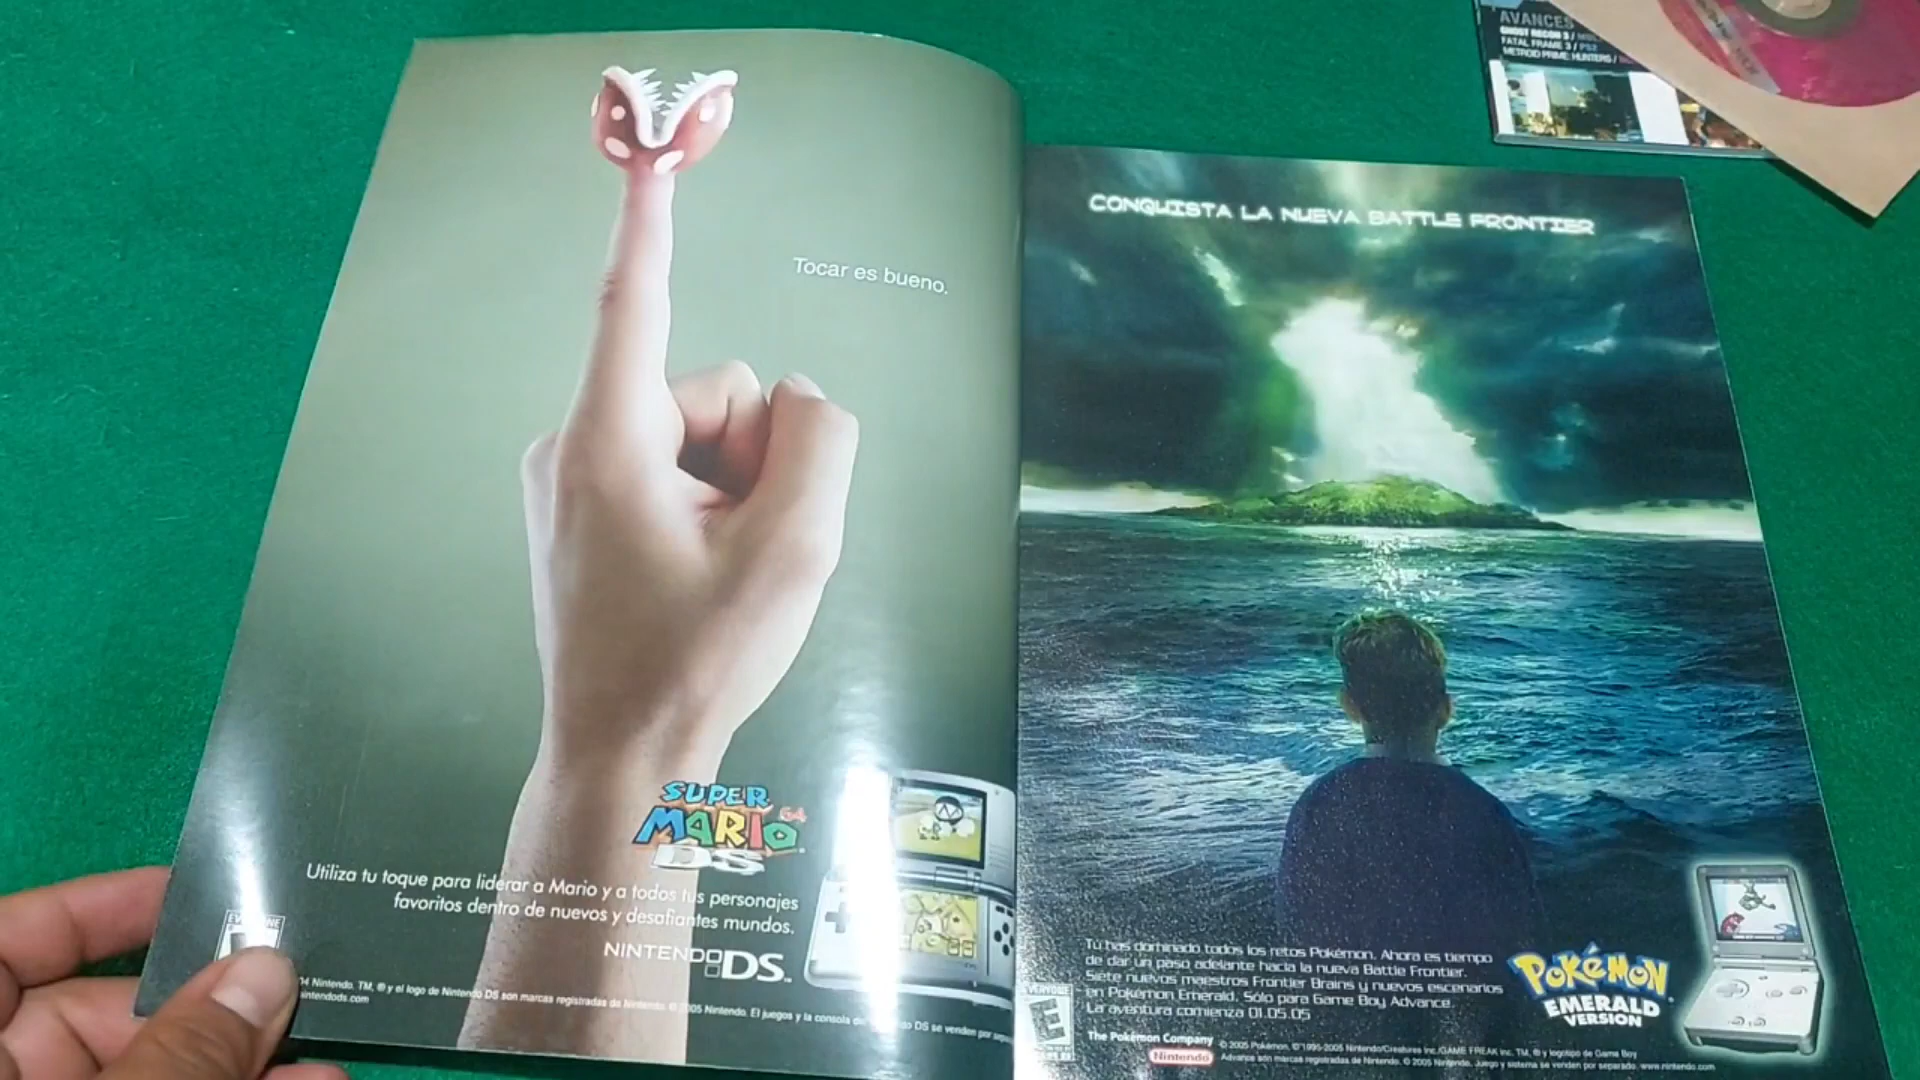 AVANCES
GHOST RECON 3 /
FATAL FRAME 3 / PS2
METROID PRIME: HUNTERS /
Tocar es bueno.
SUPER
MARIO 64
DS
Utiliza tu toque para liderar a Mario y a todos tus personajes
favoritos dentro de nuevos y desafiantes mundos.
NINTENDO DS™
04 Nintendo. TM, ® y el logo de Nintendo DS son marcas registradas de Nintendo. © 2005 Nintendo. El juegos y la consola de DS se venden por
nintendods.com
CONQUISTA LA NUEVA BATTLE FRONTIER
Tú has dominado todos los retos Pokémon. Ahora es tiempo
de dar un paso adelante hacia la nueva Battle Frontier.
Siete nuevos maestros Frontier Brains y nuevos escenarios
en Pokémon Emerald. Sólo para Game Boy Advance.
La aventura comienza 01.05.05
POKéMON
EMERALD
VERSION
EVERYONE
E
The Pokémon Company
Nintendo
© 2005 Pokémon. © 1995-2005 Nintendo/Creatures Inc./GAME FREAK Inc. TM, ® y logotipo de Game Boy
Advance son marcas registradas de Nintendo. © 2005 Nintendo. Juego y sistema se venden por separado. www.nintendo.com